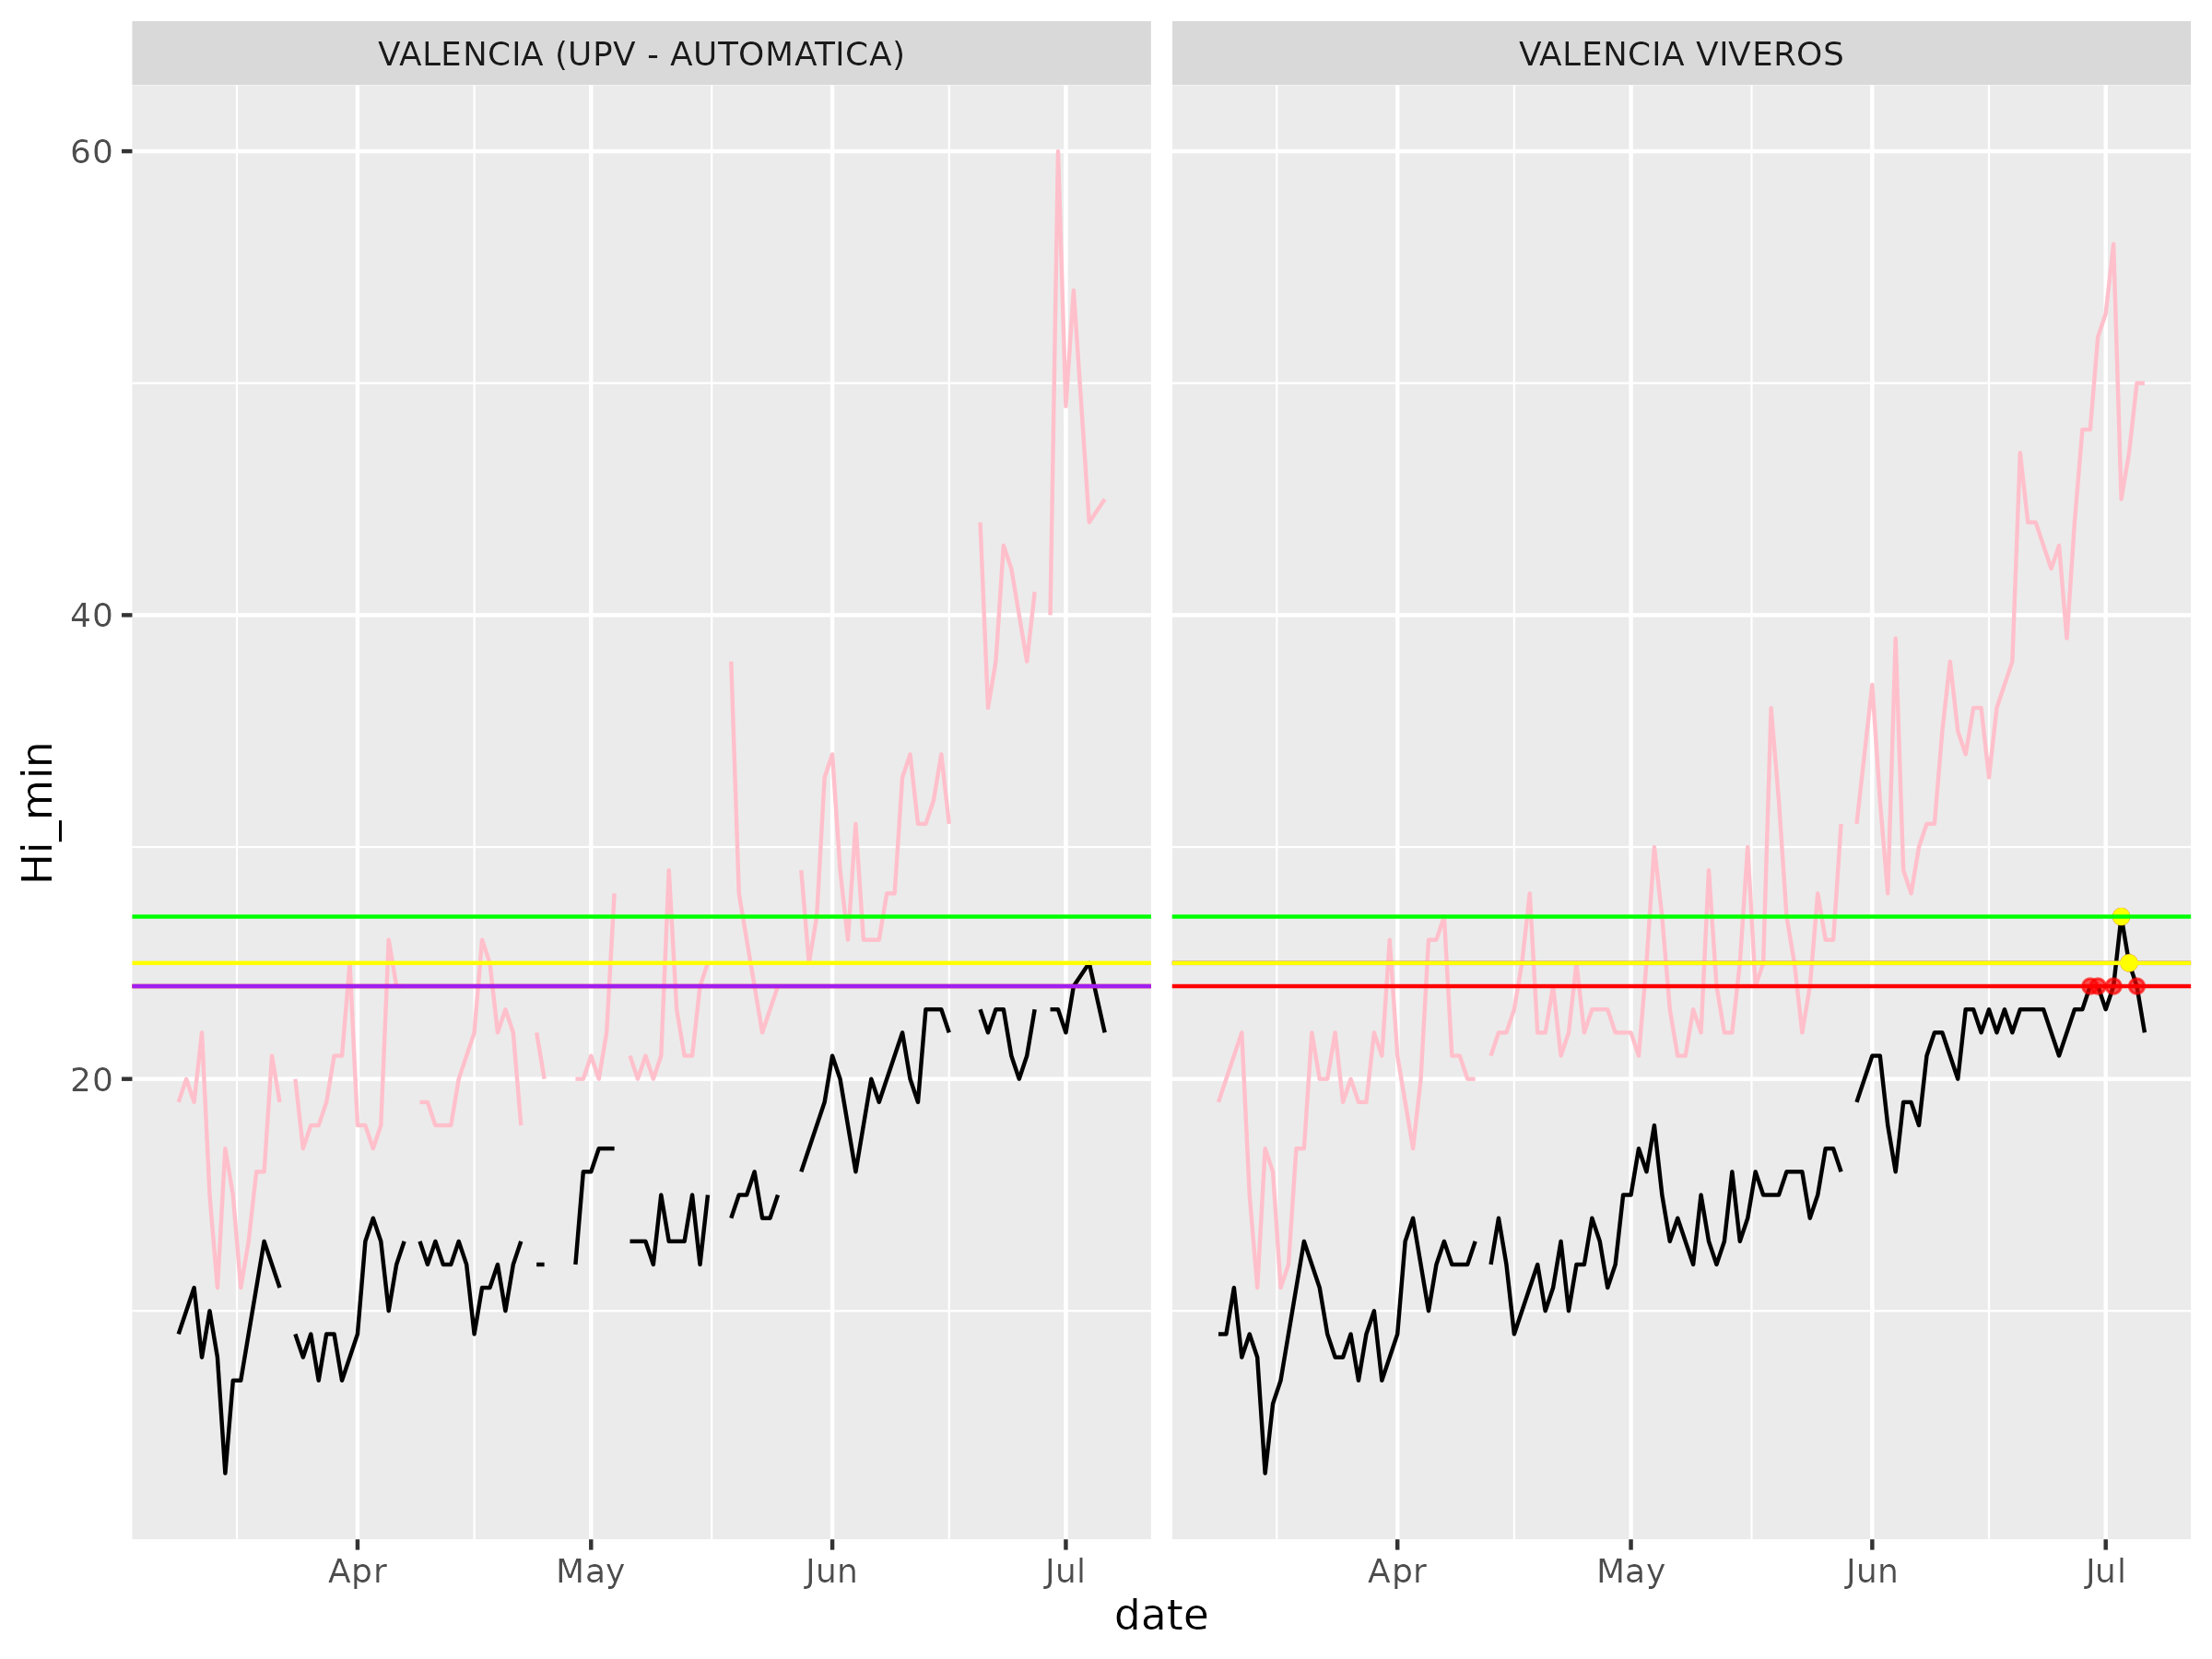 VALENCIA (UPV - AUTOMATICA)
VALENCIA VIVEROS
60
40
20
Hi_min
Apr May Jun Jul
Apr May Jun Jul
date